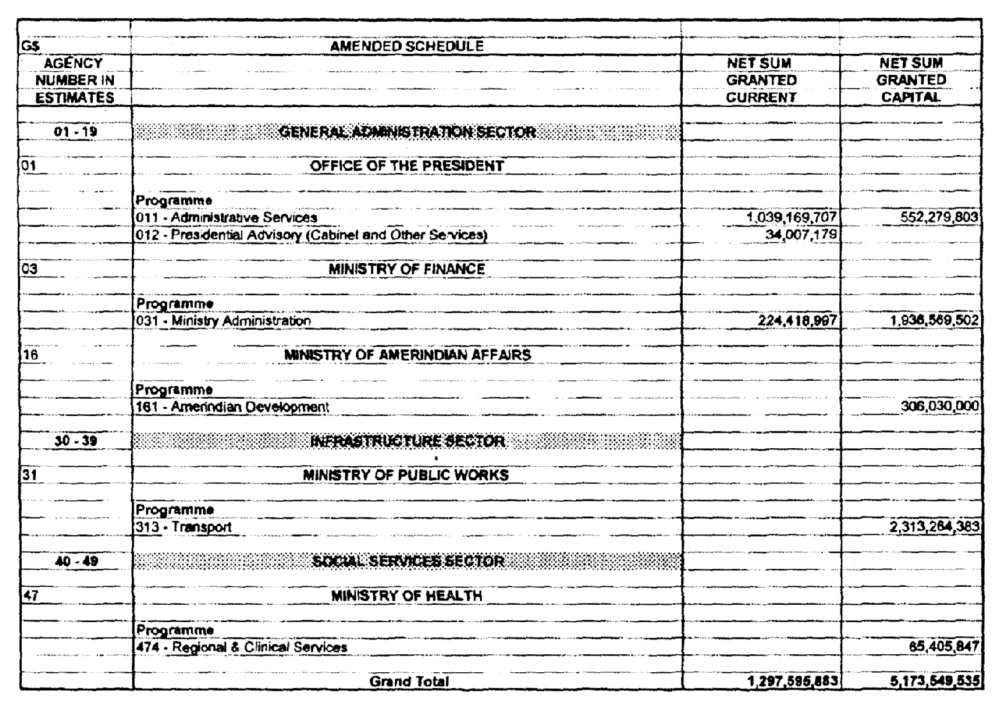 G$ AMENDED SCHEDULE
AGENCY NET SUM NET SUM
NUMBER IN GRANTED GRANTED
ESTIMATES CURRENT CAPITAL
01 - 19 GENERAL ADMINISTRATION SECTOR
01 OFFICE OF THE PRESIDENT
Programme
011 - Administrative Services 1,039,169,707 552,279,803
012 - Presidential Advisory (Cabinet and Other Services) 34,007,179
03 MINISTRY OF FINANCE
Programme
031 - Ministry Administration 224,418,997 1,936,569,502
16 MINISTRY OF AMERINDIAN AFFAIRS
Programme
161 - Amerindian Development 306,030,000
30 - 39 INFRASTRUCTURE SECTOR
31 MINISTRY OF PUBLIC WORKS
Programme
313 - Transport 2,313,264,383
40 - 49 SOCIAL SERVICES SECTOR
47 MINISTRY OF HEALTH
Programme
474 - Regional & Clinical Services 65,405,847
Grand Total 1,297,595,883 5,173,549,535